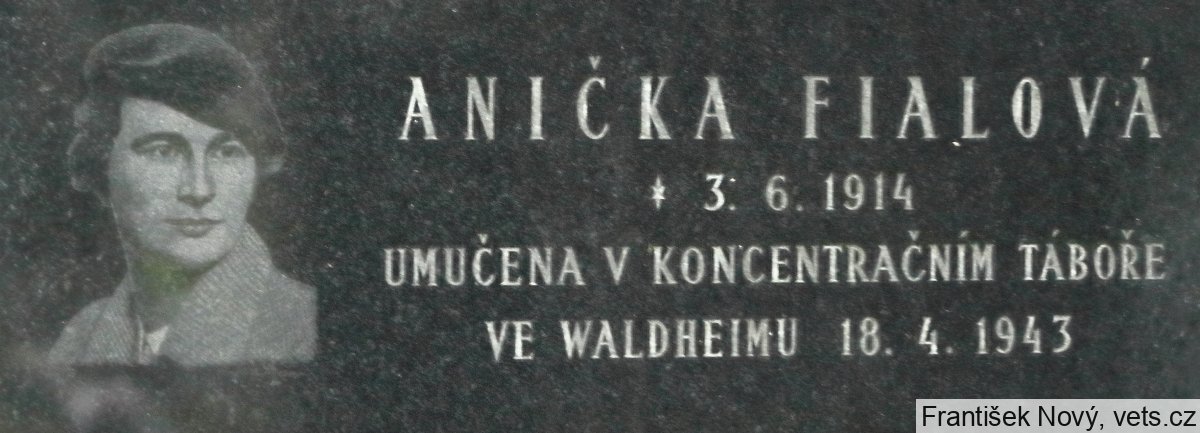 ANIČKA FIALOVÁ
* 3. 6. 1914
UMUČENA V KONCENTRAČNÍM TÁBOŘE
VE WALDHEIMU 18. 4. 1943
František Nový, vets.cz